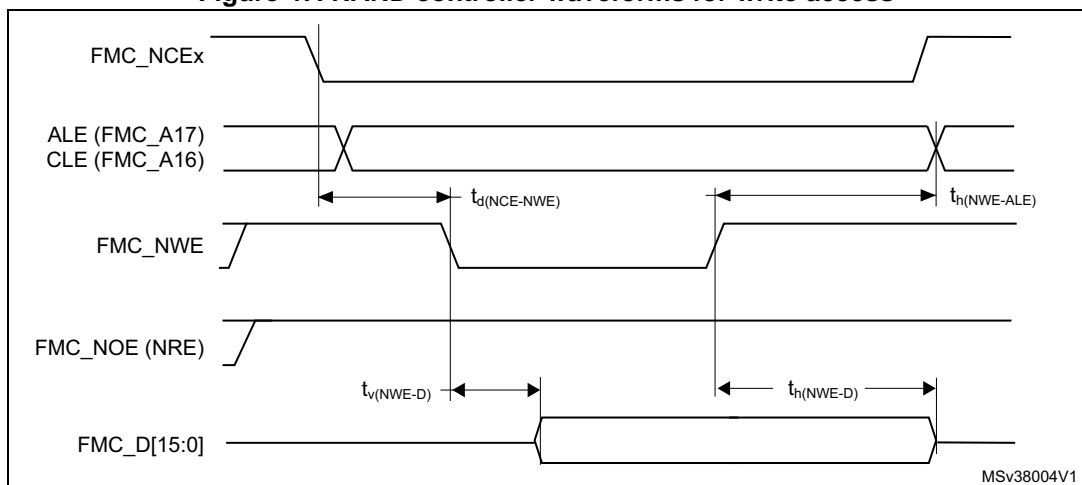 Figure NAND controller waveforms for write access
FMC_NCEx
ALE (FMC_A17)
CLE (FMC_A16)
td(NCE-NWE)
th(NWE-ALE)
FMC_NWE
FMC_NOE (NRE)
tv(NWE-D)
th(NWE-D)
FMC_D[15:0]
MSv38004V1